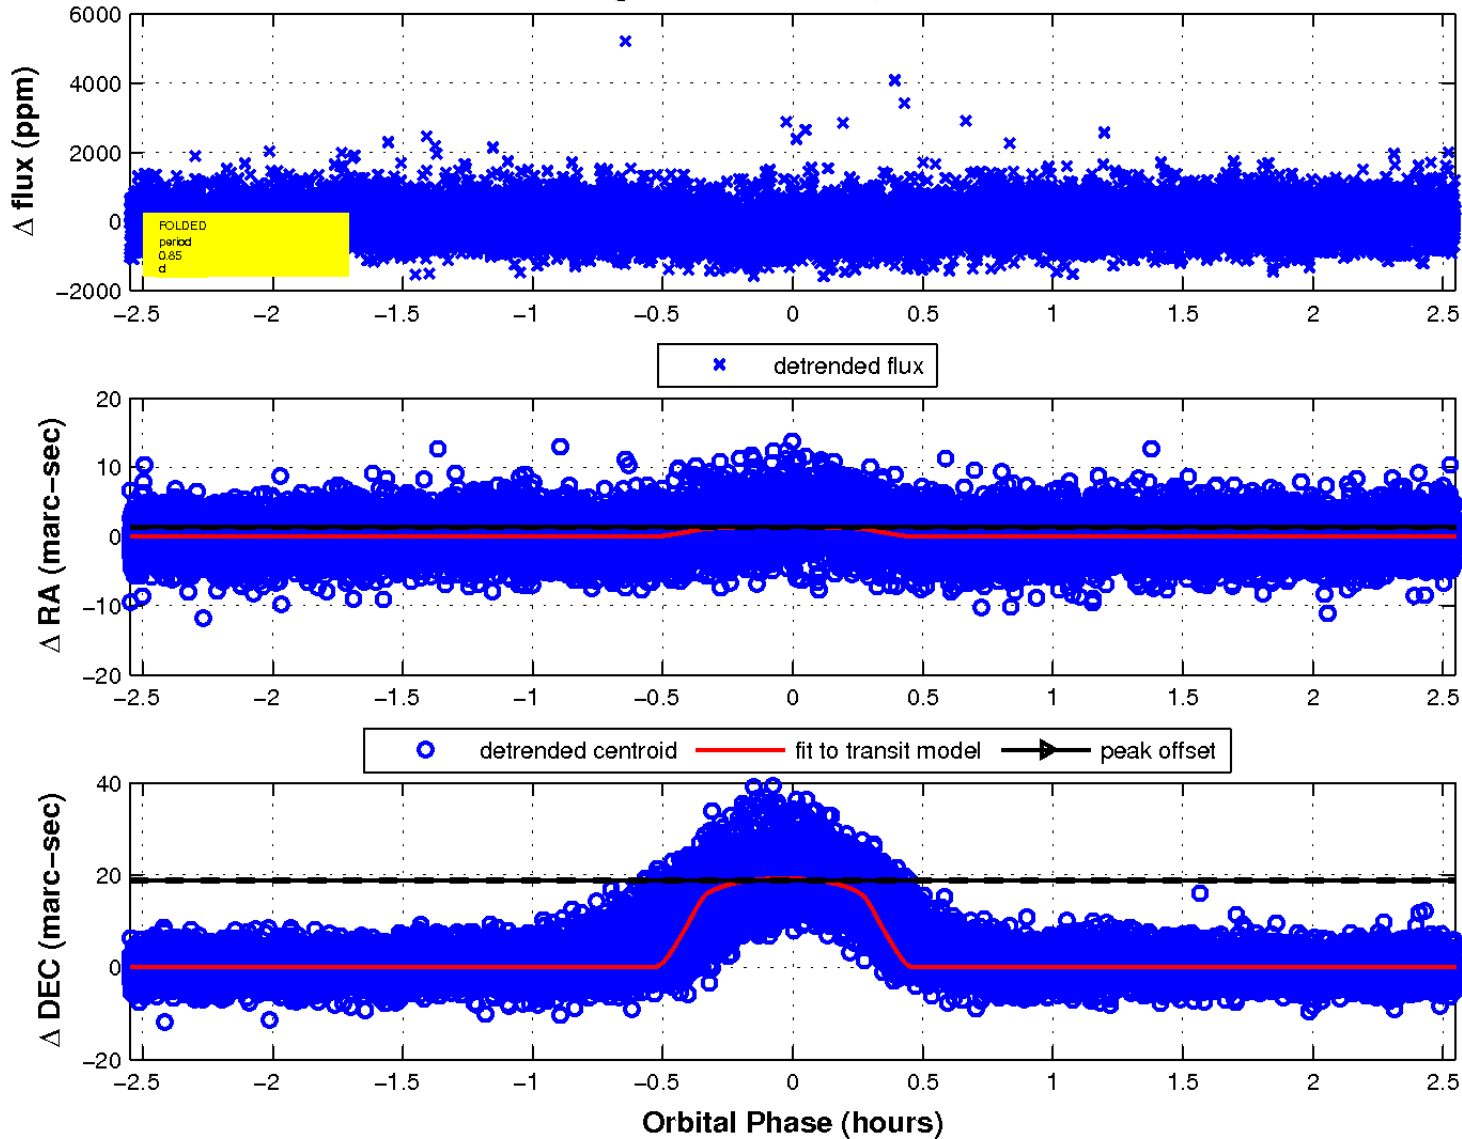 6000
4000
2000
0
−2000
Δ flux (ppm)
FOLDED
period
0.85
d
−2.5 −2 −1.5 −1 −0.5 0 0.5 1 1.5 2 2.5
detrended flux
20
10
0
−10
−20
Δ RA (marc−sec)
−2.5 −2 −1.5 −1 −0.5 0 0.5 1 1.5 2 2.5
detrended centroid fit to transit model peak offset
40
20
0
−20
Δ DEC (marc−sec)
−2.5 −2 −1.5 −1 −0.5 0 0.5 1 1.5 2 2.5
Orbital Phase (hours)